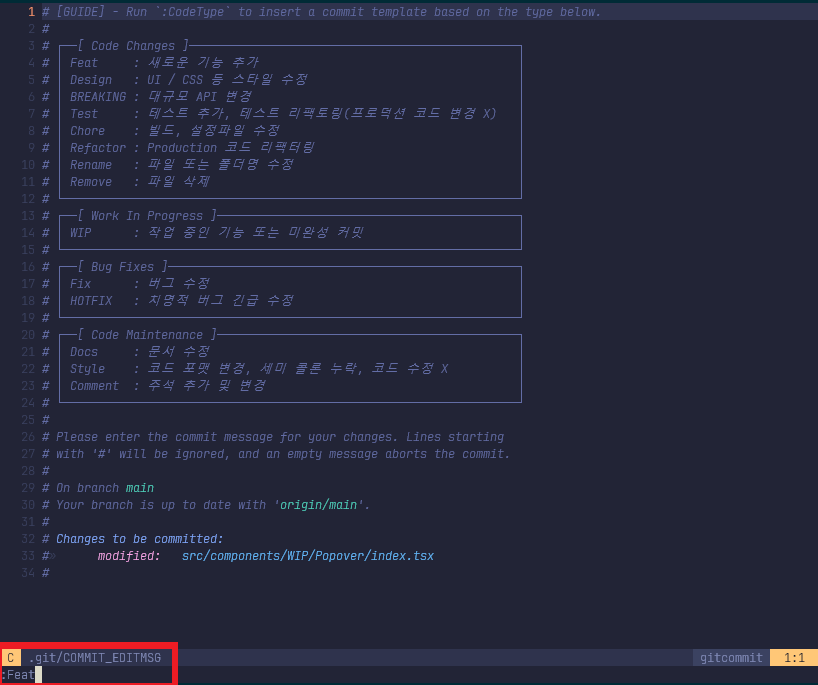 1 # [GUIDE] - Run `:CodeType` to insert a commit template based on the type below.
2 #
3 # [ Code Changes ]
4 # Feat : 새로운 기능 추가
5 # Design : UI / CSS 등 스타일 수정
6 # BREAKING : 대규모 API 변경
7 # Test : 테스트 추가, 테스트 리팩토링(프로덕션 코드 변경 X)
8 # Chore : 빌드, 설정파일 수정
9 # Refactor : Production 코드 리팩터링
10 # Rename : 파일 또는 폴더명 수정
11 # Remove : 파일 삭제
12 #
13 # [ Work In Progress ]
14 # WIP : 작업 중인 기능 또는 미완성 커밋
15 #
16 # [ Bug Fixes ]
17 # Fix : 버그 수정
18 # HOTFIX : 치명적 버그 긴급 수정
19 #
20 # [ Code Maintenance ]
21 # Docs : 문서 수정
22 # Style : 코드 포맷 변경, 세미 콜론 누락, 코드 수정 X
23 # Comment : 주석 추가 및 변경
24 #
25 #
26 # Please enter the commit message for your changes. Lines starting
27 # with '#' will be ignored, and an empty message aborts the commit.
28 #
29 # On branch main
30 # Your branch is up to date with 'origin/main'.
31 #
32 # Changes to be committed:
33 #> modified: src/components/WIP/Popover/index.tsx
34 #
C .git/COMMIT_EDITMSG gitcommit 1:1
:Feat